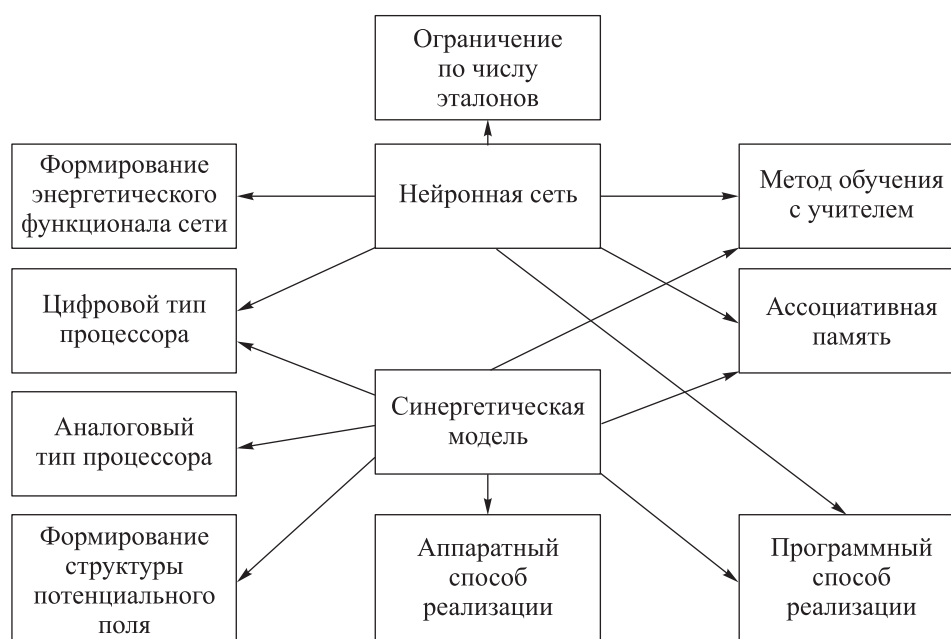 Ограничение
по числу
эталонов
Формирование
энергетического
функционала сети
Нейронная сеть
Метод обучения
с учителем
Цифровой тип
процессора
Ассоциативная
память
Синергетическая
модель
Аналоговый
тип процессора
Формирование
структуры
потенциального
поля
Аппаратный
способ
реализации
Программный
способ
реализации